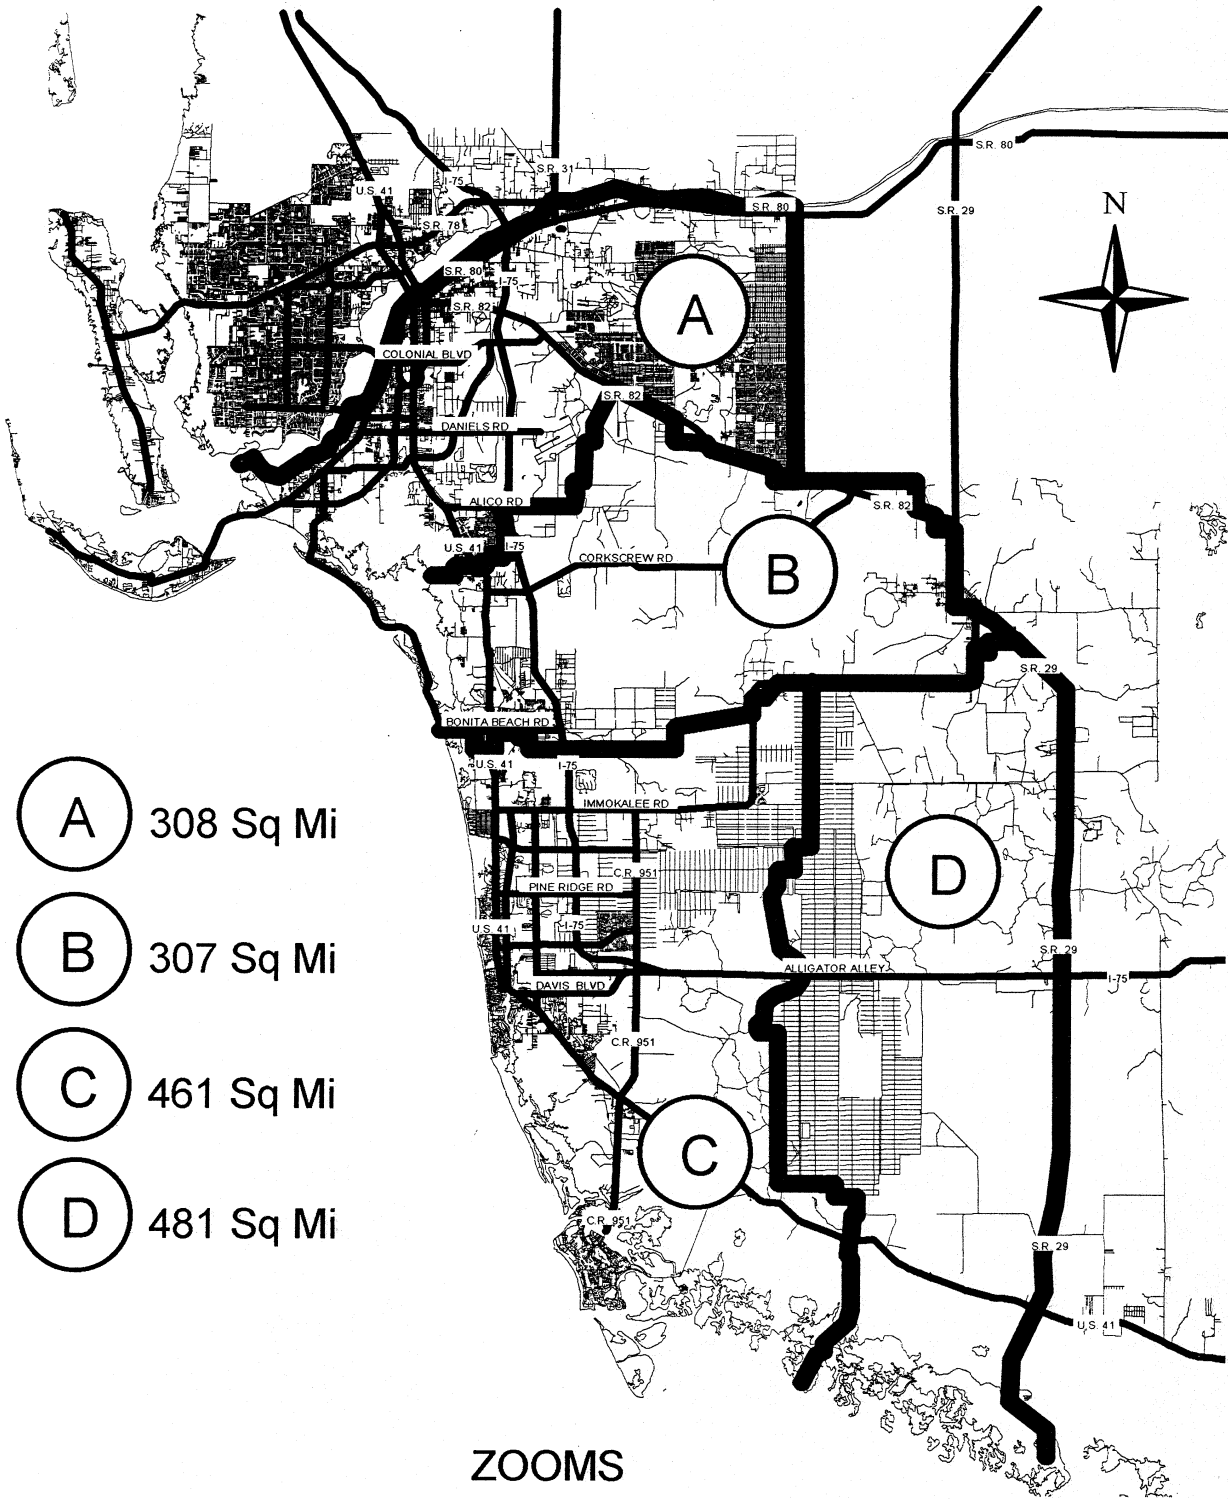 S.R. 80
S.R. 31
I-75
U.S. 41
S.R. 80
S.R. 29
N
S.R. 78
S.R. 80
I-75
S.R. 82
A
COLONIAL BLVD
S.R. 82
DANIELS RD
ALICO RD
S.R. 82
U.S. 41
I-75
CORKSCREW RD
B
S.R. 29
BONITA BEACH RD
U.S. 41
I-75
IMMOKALEE RD
A 308 Sq Mi
C.R. 951
D
PINE RIDGE RD
U.S. 41
I-75
B 307 Sq Mi
S.R. 29
ALLIGATOR ALLEY
I-75
DAVIS BLVD
C.R. 951
C 461 Sq Mi
C
D 481 Sq Mi
C.R. 951
S.R. 29
U.S. 41
ZOOMS